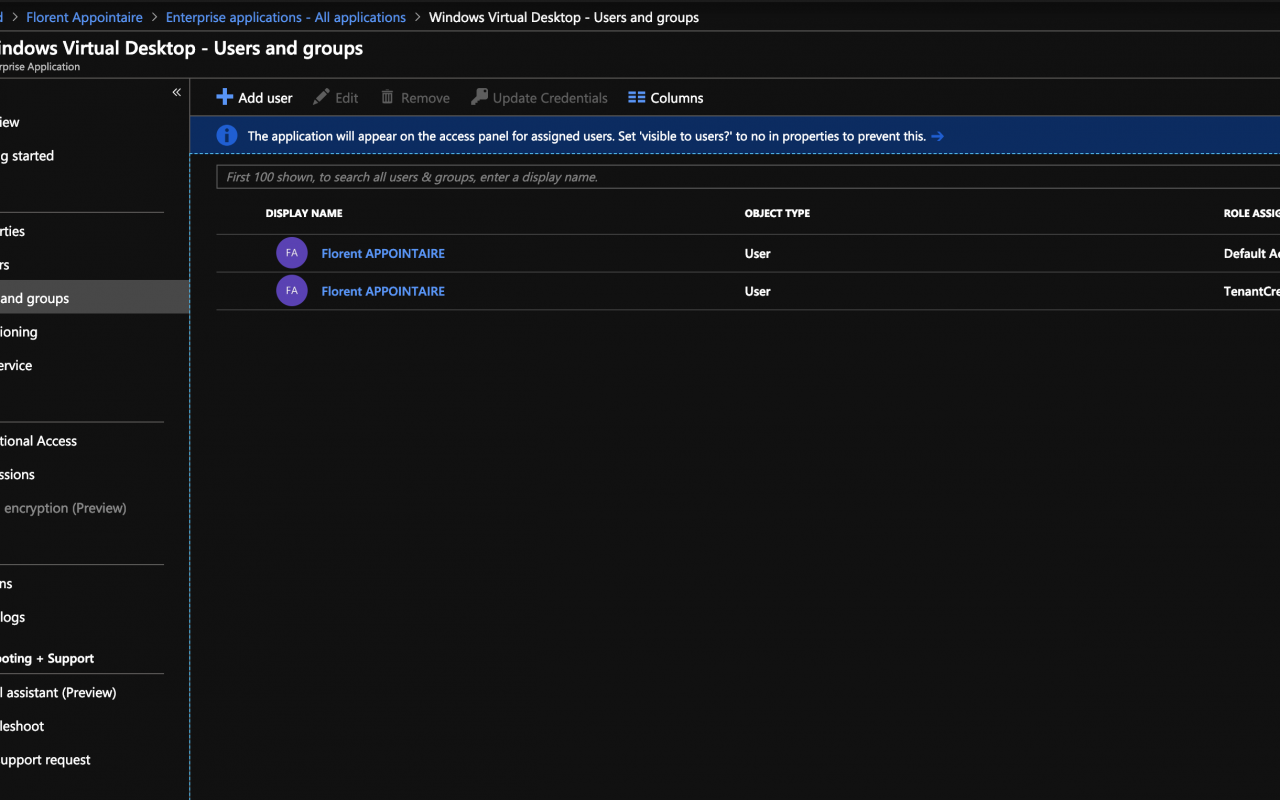 d > Florent Appointaire > Enterprise applications - All applications > Windows Virtual Desktop - Users and groups
indows Virtual Desktop - Users and groups
rprise Application
«
Add user Edit Remove Update Credentials Columns
The application will appear on the access panel for assigned users. Set 'visible to users?' to no in properties to prevent this. →
First 100 shown, to search all users & groups, enter a display name.
DISPLAY NAME OBJECT TYPE ROLE ASSIG
FA Florent APPOINTAIRE User Default Ac
FA Florent APPOINTAIRE User TenantCre
iew
g started
rties
rs
and groups
ioning
ervice
tional Access
ssions
encryption (Preview)
ns
logs
ooting + Support
l assistant (Preview)
leshoot
upport request